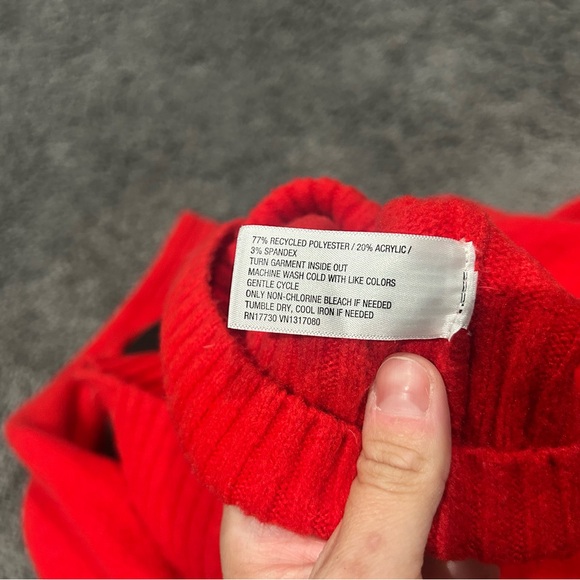 77% RECYCLED POLYESTER / 20% ACRYLIC /
3% SPANDEX
TURN GARMENT INSIDE OUT
MACHINE WASH COLD WITH LIKE COLORS
GENTLE CYCLE
ONLY NON-CHLORINE BLEACH IF NEEDED
TUMBLE DRY, COOL IRON IF NEEDED
RN17730 VN1317080